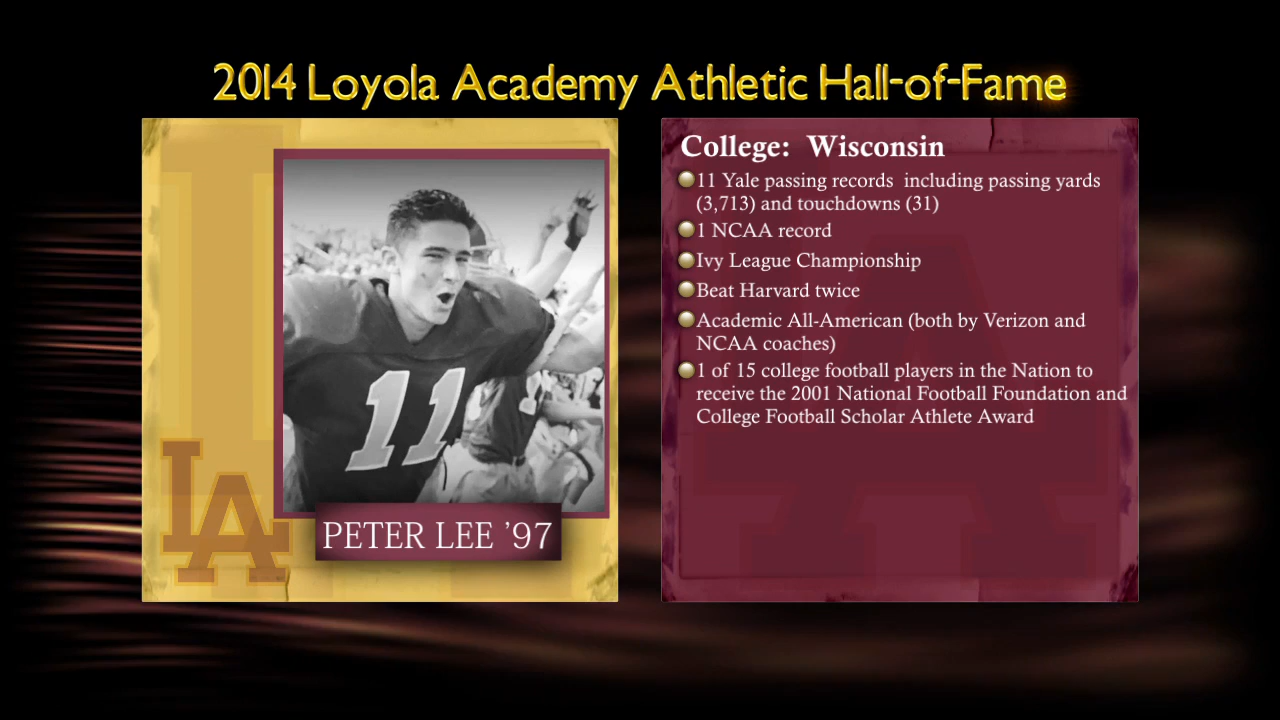 2014 Loyola Academy Athletic Hall-of-Fame
11
PETER LEE '97
LA
College: Wisconsin
11 Yale passing records including passing yards
(3,713) and touchdowns (31)
1 NCAA record
Ivy League Championship
Beat Harvard twice
Academic All-American (both by Verizon and
NCAA coaches)
1 of 15 college football players in the Nation to
receive the 2001 National Football Foundation and
College Football Scholar Athlete Award